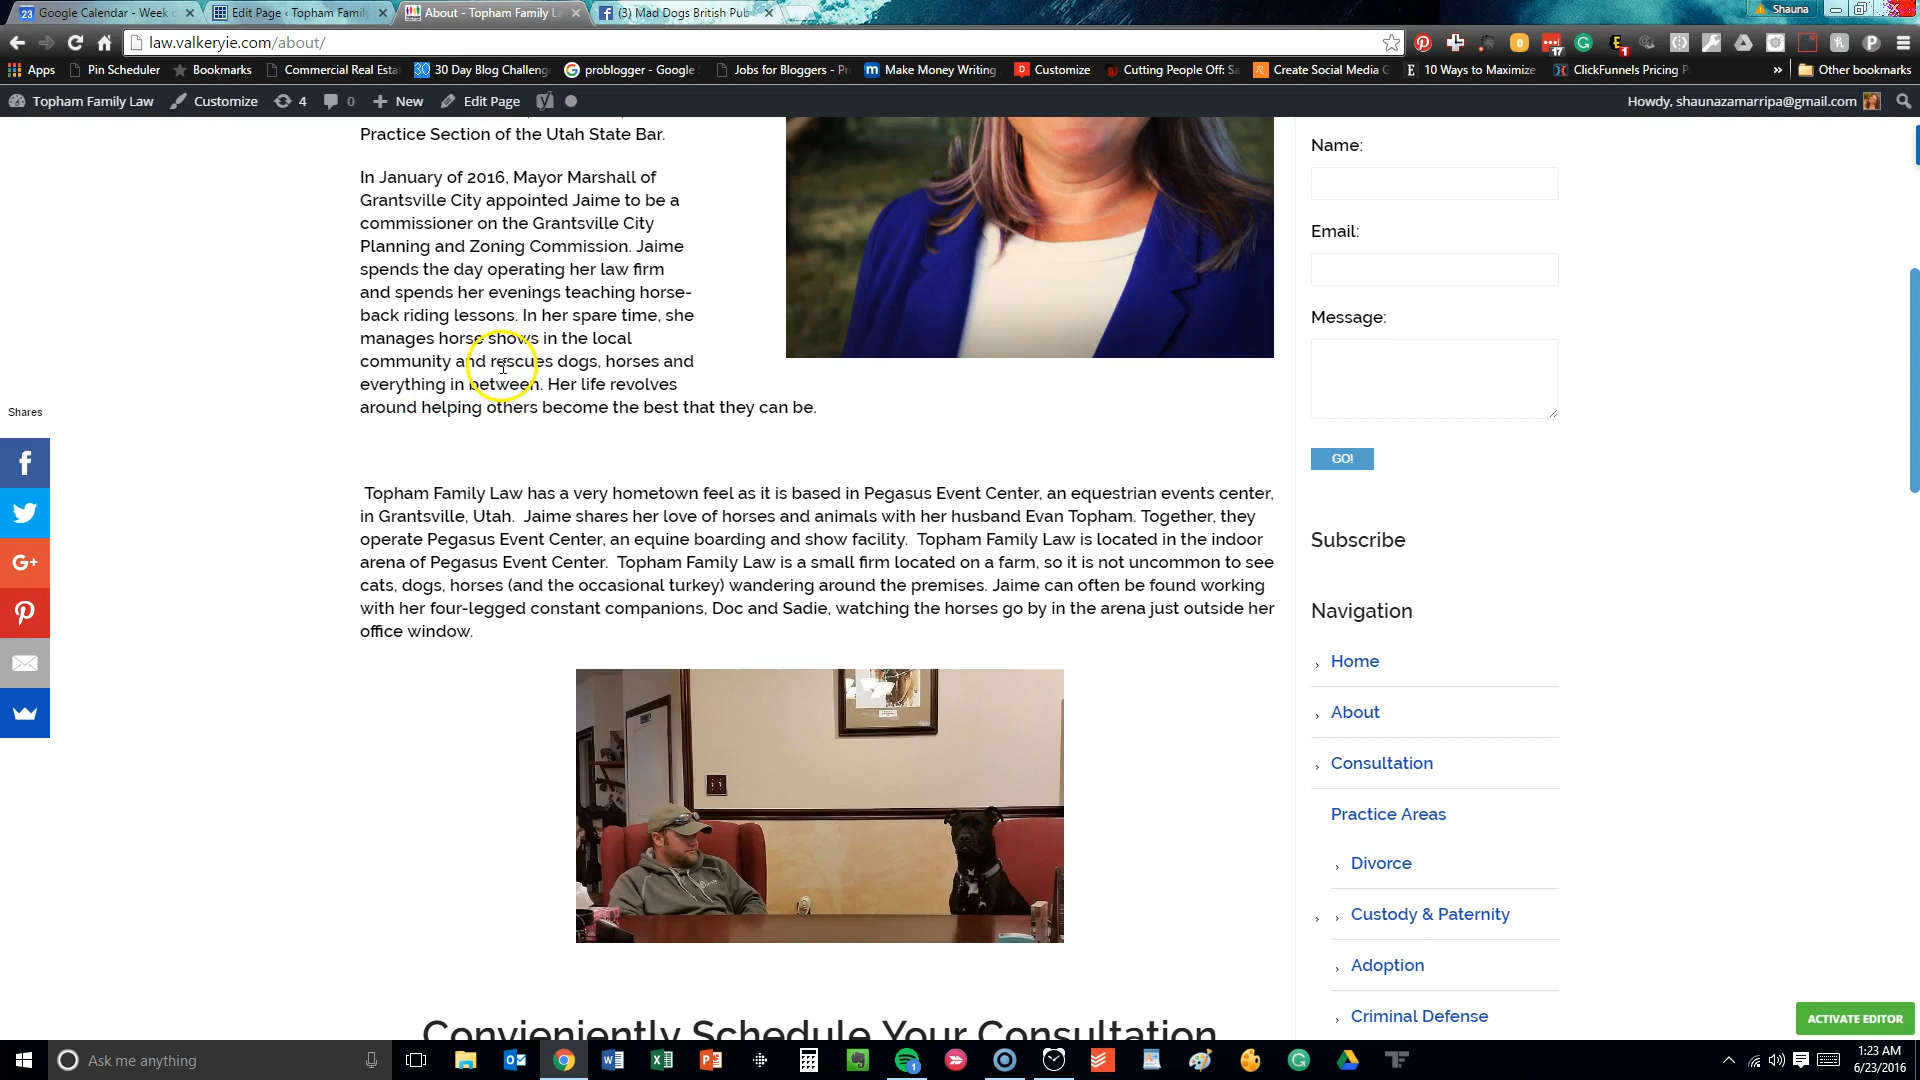 Google Calendar - Week
Edit Page ‹ Topham Family
About - Topham Family La
(3) Mad Dogs British Pub
Shauna
law.valkeryie.com/about/
17
0
1
Apps
Pin Scheduler
Bookmarks
Commercial Real Esta
30 Day Blog Challeng
problogger - Google
Jobs for Bloggers - Pr
Make Money Writing
Customize
Cutting People Off: Sa
Create Social Media G
10 Ways to Maximize
ClickFunnels Pricing P
Other bookmarks
Topham Family Law
Customize
4
0
New
Edit Page
Howdy, shaunazamarripa@gmail.com
Practice Section of the Utah State Bar.
In January of 2016, Mayor Marshall of
Grantsville City appointed Jaime to be a
commissioner on the Grantsville City
Planning and Zoning Commission. Jaime
spends the day operating her law firm
and spends her evenings teaching horse-
back riding lessons. In her spare time, she
manages horse shows in the local
community and rescues dogs, horses and
everything in between. Her life revolves
around helping others become the best that they can be.
Shares
Topham Family Law has a very hometown feel as it is based in Pegasus Event Center, an equestrian events center,
in Grantsville, Utah. Jaime shares her love of horses and animals with her husband Evan Topham. Together, they
operate Pegasus Event Center, an equine boarding and show facility. Topham Family Law is located in the indoor
arena of Pegasus Event Center. Topham Family Law is a small firm located on a farm, so it is not uncommon to see
cats, dogs, horses (and the occasional turkey) wandering around the premises. Jaime can often be found working
with her four-legged constant companions, Doc and Sadie, watching the horses go by in the arena just outside her
office window.
Convieniently Schedule Your Consultation
Name:
Email:
Message:
GO!
Subscribe
Navigation
Home
About
Consultation
Practice Areas
Divorce
Custody & Paternity
Adoption
Criminal Defense
ACTIVATE EDITOR
Ask me anything
1:23 AM
6/23/2016